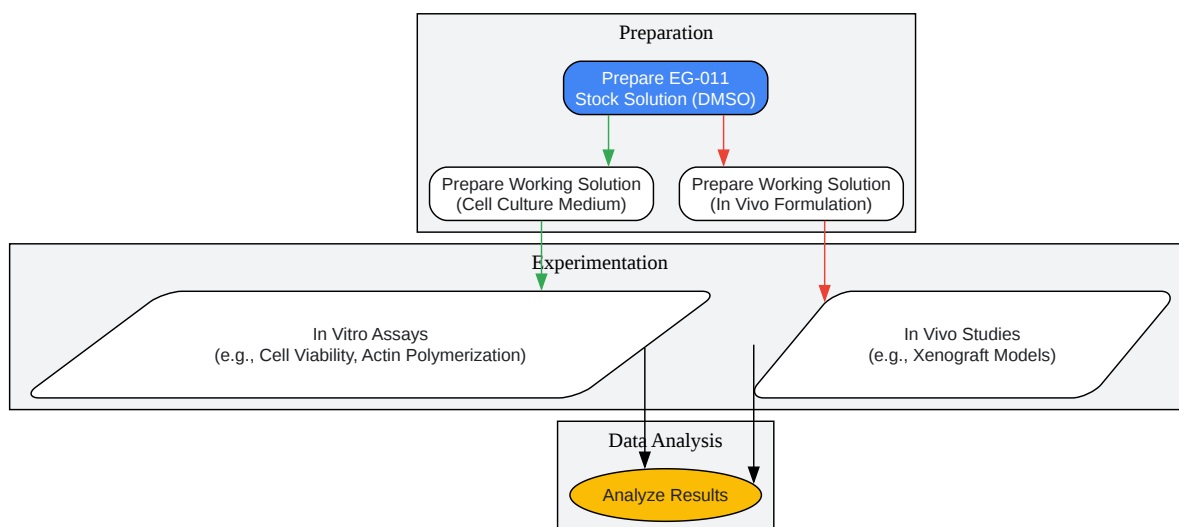 Preparation
Prepare EG-011
Stock Solution (DMSO)
Prepare Working Solution
(Cell Culture Medium)
Prepare Working Solution
(In Vivo Formulation)
Experimentation
In Vitro Assays
(e.g., Cell Viability, Actin Polymerization)
In Vivo Studies
(e.g., Xenograft Models)
Data Analysis
Analyze Results